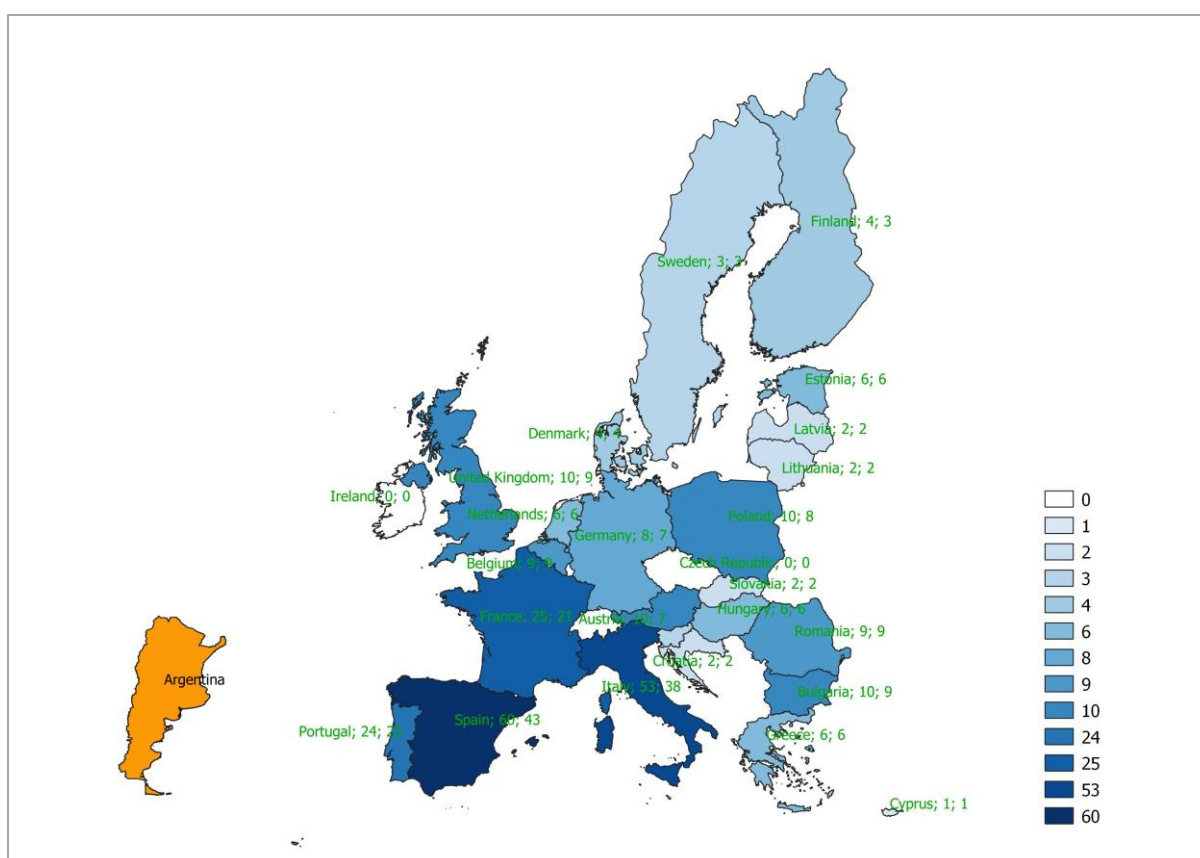 Finland; 4; 3
Sweden; 3; 3
Estonia; 6; 6
Latvia; 2; 2
Denmark; 4; 4
Lithuania; 2; 2
United Kingdom; 10; 9
Ireland; 0; 0
Netherlands; 6; 6
Poland; 10; 8
Germany; 8; 7
Belgium; 9;
Czech Republic; 0; 0
Slovakia; 2; 2
Hungary; 6; 6
France; 25; 21
Austria; 7
Romania; 9; 9
Croatia; 2; 2
Argentina
Italy; 53; 38
Bulgaria; 10; 9
Spain; 60; 43
Portugal; 24;
Greece; 6; 6
Cyprus; 1; 1
0
1
2
3
4
6
8
9
10
24
25
53
60